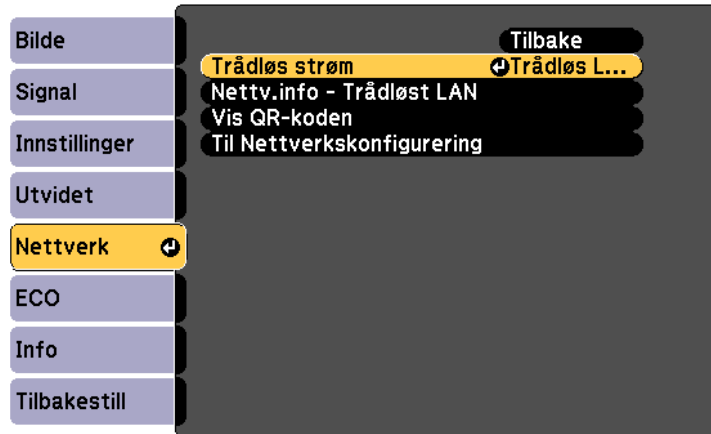 Bilde
Signal
Innstillinger
Utvidet
Nettverk
ECO
Info
Tilbakestill
Tilbake
Trådløs strøm Trådløs L...
Nettv.info - Trådløst LAN
Vis QR-koden
Til Nettverkskonfigurering